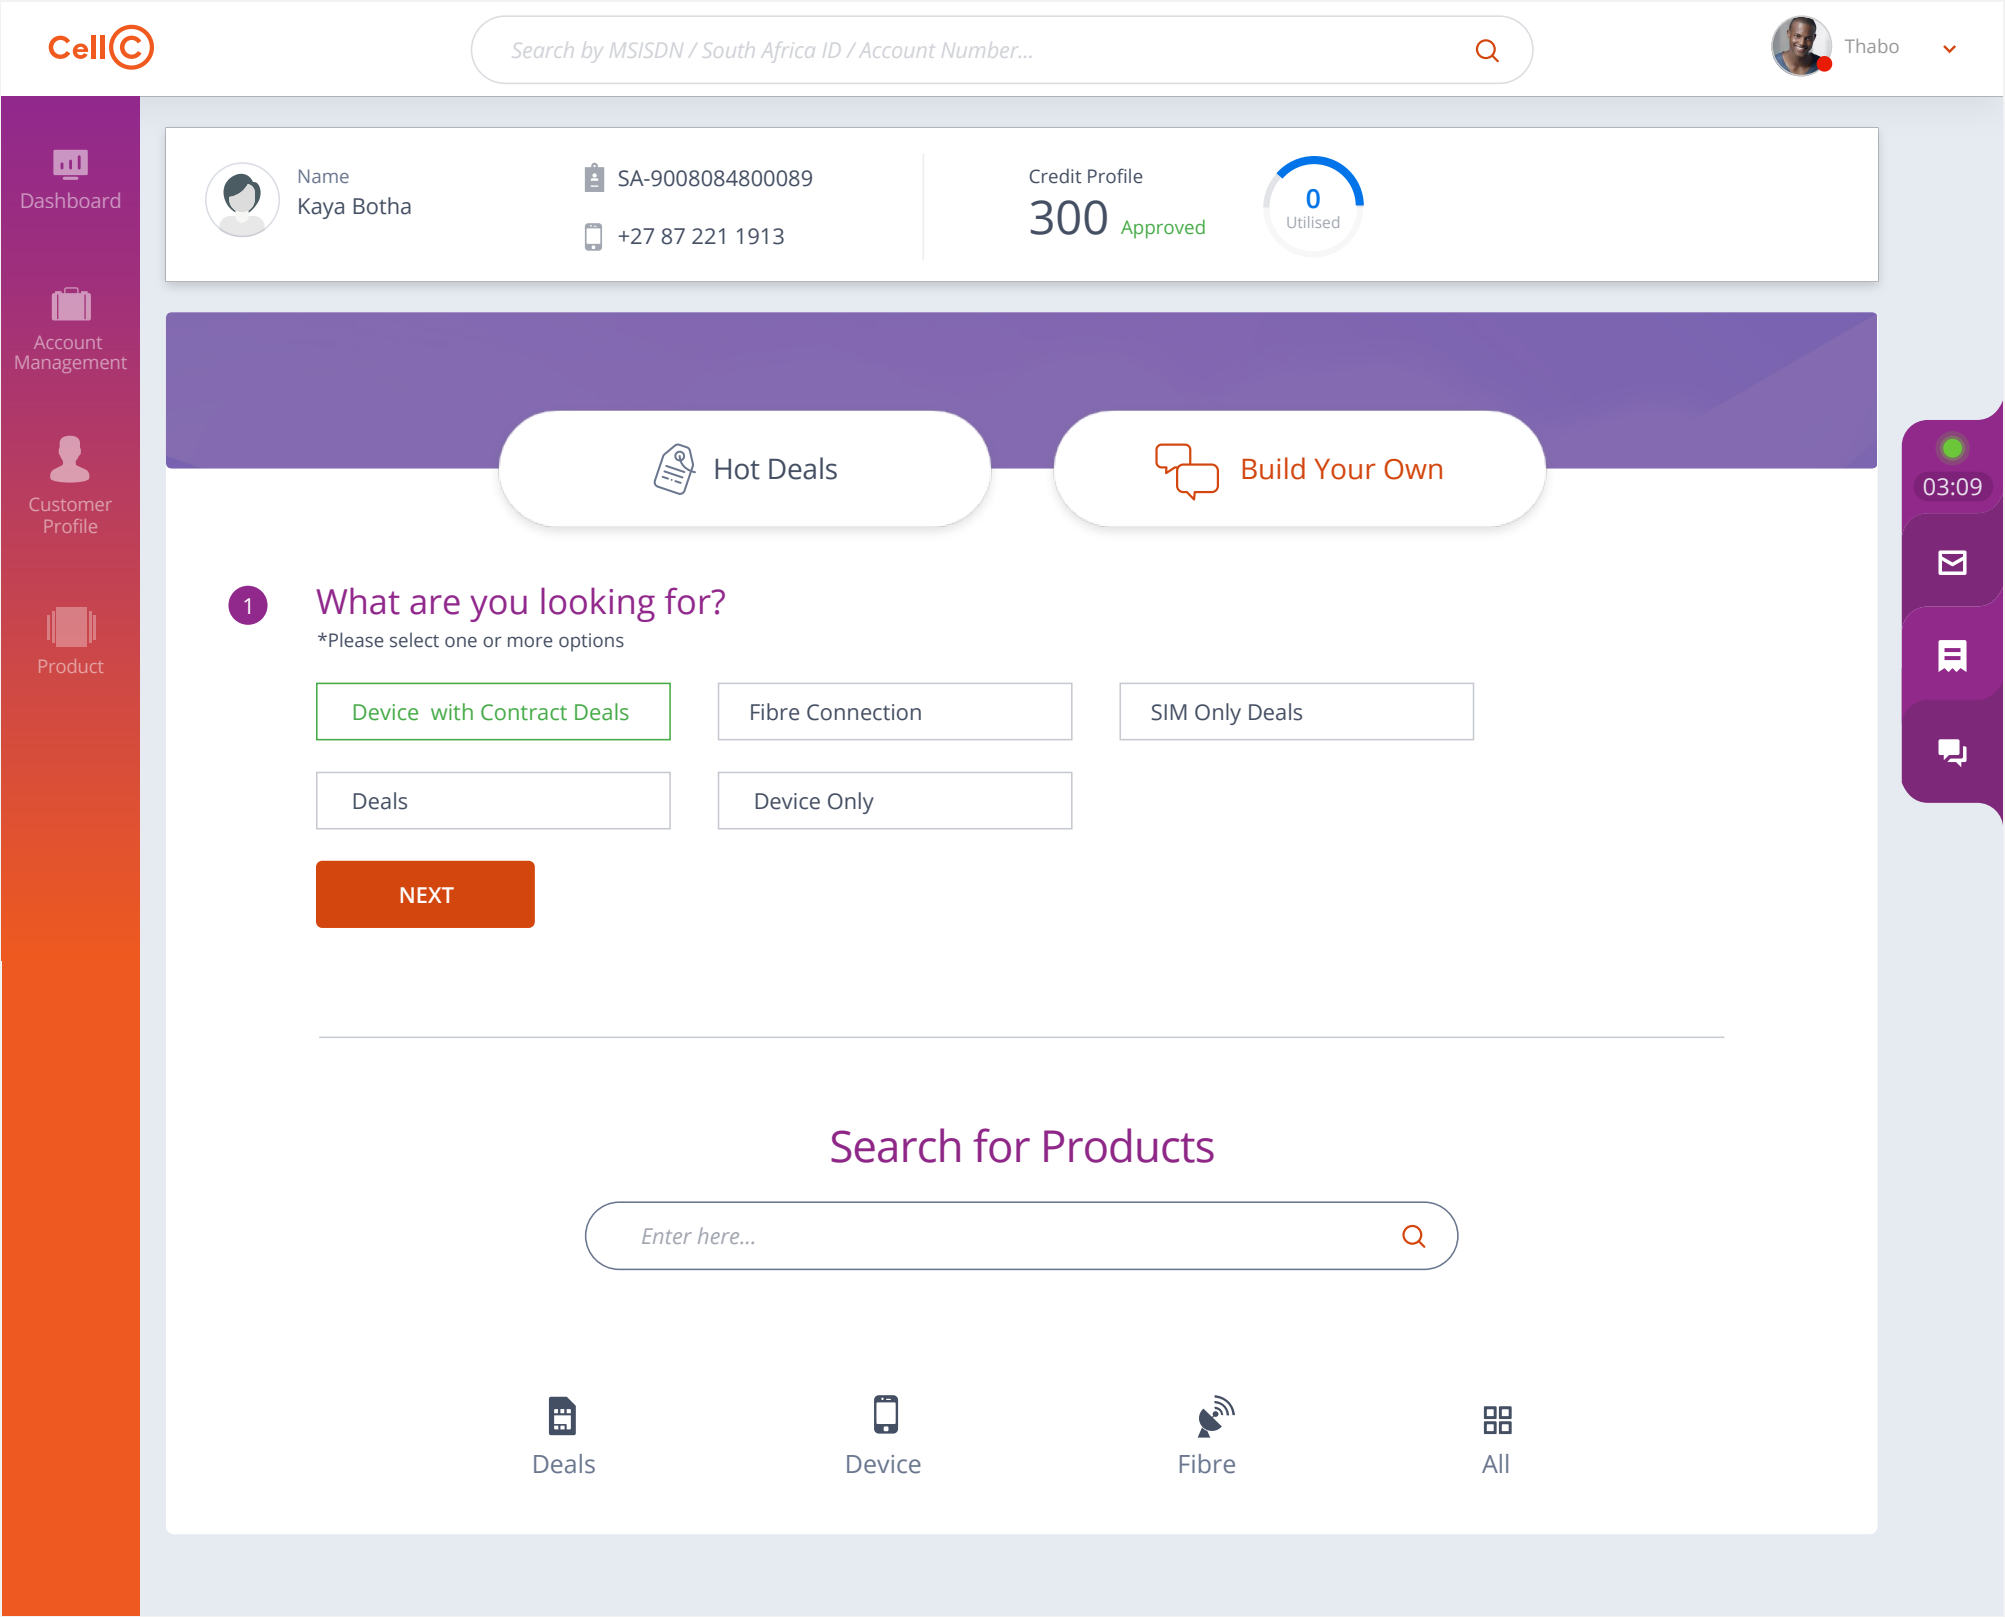 Cell C
Search by MSISDN / South Africa ID / Account Number...
Thabo
Dashboard
Account
Management
Customer
Profile
Product
Name
Kaya Botha
SA-9008084800089
+27 87 221 1913
Credit Profile
300 Approved
0
Utilised
Hot Deals
Build Your Own
03:09
1
What are you looking for?
*Please select one or more options
Device with Contract Deals
Fibre Connection
SIM Only Deals
Deals
Device Only
NEXT
Search for Products
Enter here...
Deals
Device
Fibre
All